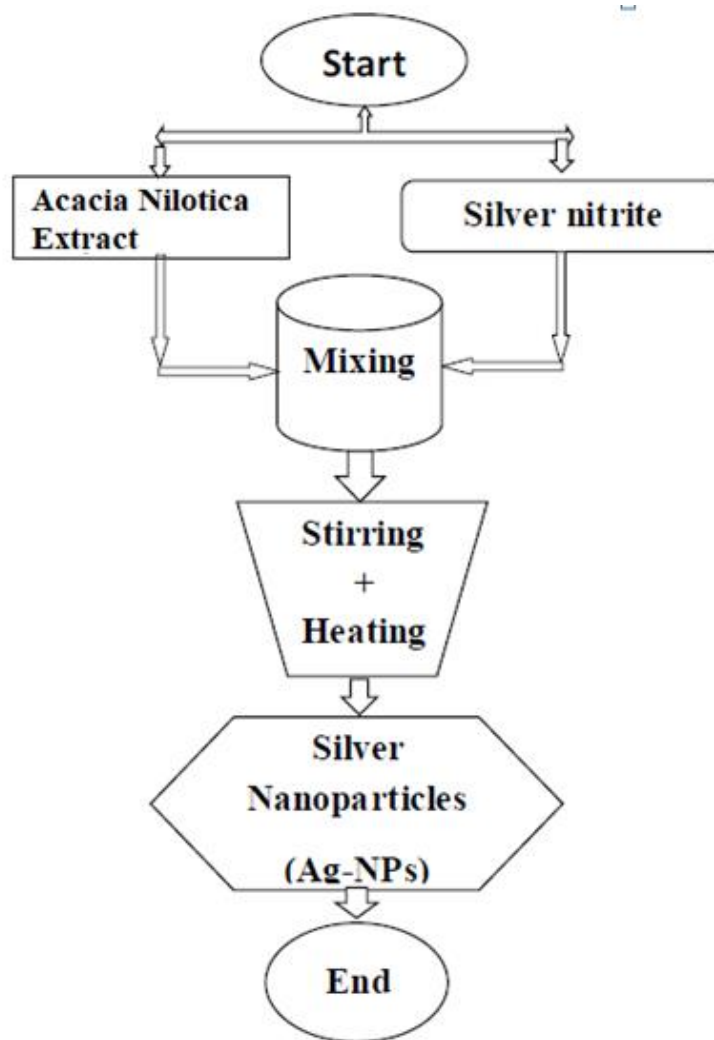 Start
Acacia Nilotica
Extract
Silver nitrite
Mixing
Stirring
+
Heating
Silver
Nanoparticles
(Ag-NPs)
End